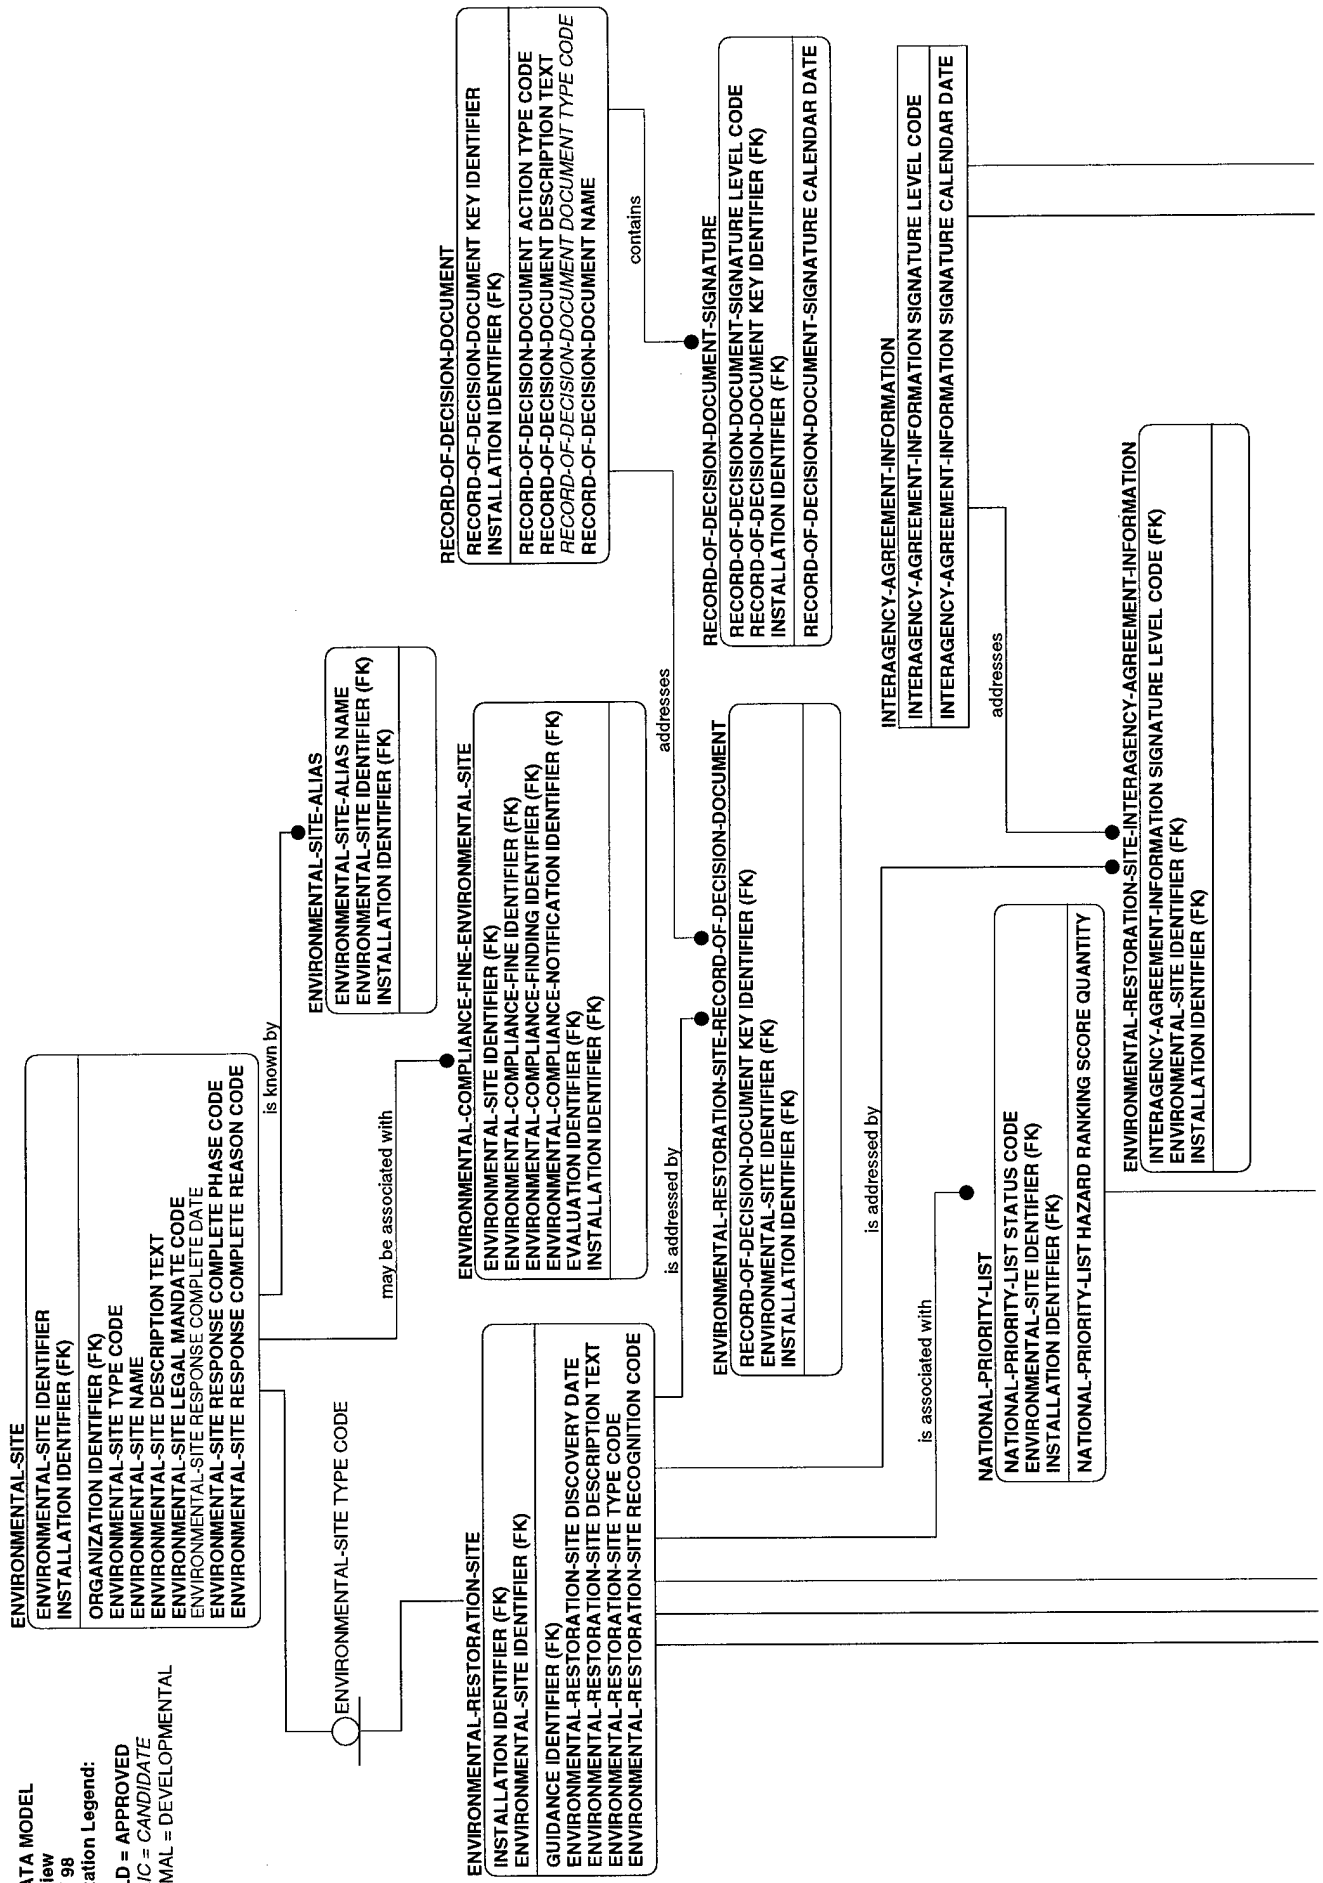 ATA MODEL
iew
98
ation Legend:
LD = APPROVED
IC = CANDIDATE
MAL = DEVELOPMENTAL
ENVIRONMENTAL-SITE
ENVIRONMENTAL-SITE IDENTIFIER
INSTALLATION IDENTIFIER (FK)
ORGANIZATION IDENTIFIER (FK)
ENVIRONMENTAL-SITE TYPE CODE
ENVIRONMENTAL-SITE NAME
ENVIRONMENTAL-SITE DESCRIPTION TEXT
ENVIRONMENTAL-SITE LEGAL MANDATE CODE
ENVIRONMENTAL-SITE RESPONSE COMPLETE DATE
ENVIRONMENTAL-SITE RESPONSE COMPLETE PHASE CODE
ENVIRONMENTAL-SITE RESPONSE COMPLETE REASON CODE
is known by
ENVIRONMENTAL-SITE-ALIAS
ENVIRONMENTAL-SITE-ALIAS NAME
ENVIRONMENTAL-SITE IDENTIFIER (FK)
INSTALLATION IDENTIFIER (FK)
may be associated with
ENVIRONMENTAL-COMPLIANCE-FINE-ENVIRONMENTAL-SITE
ENVIRONMENTAL-SITE IDENTIFIER (FK)
ENVIRONMENTAL-COMPLIANCE-FINE IDENTIFIER (FK)
ENVIRONMENTAL-COMPLIANCE-FINDING IDENTIFIER (FK)
ENVIRONMENTAL-COMPLIANCE-NOTIFICATION IDENTIFIER (FK)
EVALUATION IDENTIFIER (FK)
INSTALLATION IDENTIFIER (FK)
ENVIRONMENTAL-SITE TYPE CODE
RECORD-OF-DECISION-DOCUMENT
RECORD-OF-DECISION-DOCUMENT KEY IDENTIFIER
INSTALLATION IDENTIFIER (FK)
RECORD-OF-DECISION-DOCUMENT ACTION TYPE CODE
RECORD-OF-DECISION-DOCUMENT DESCRIPTION TEXT
RECORD-OF-DECISION-DOCUMENT DOCUMENT TYPE CODE
RECORD-OF-DECISION-DOCUMENT NAME
contains
RECORD-OF-DECISION-DOCUMENT-SIGNATURE
RECORD-OF-DECISION-DOCUMENT-SIGNATURE LEVEL CODE
RECORD-OF-DECISION-DOCUMENT KEY IDENTIFIER (FK)
INSTALLATION IDENTIFIER (FK)
RECORD-OF-DECISION-DOCUMENT-SIGNATURE CALENDAR DATE
ENVIRONMENTAL-RESTORATION-SITE
INSTALLATION IDENTIFIER (FK)
ENVIRONMENTAL-SITE IDENTIFIER (FK)
GUIDANCE IDENTIFIER (FK)
ENVIRONMENTAL-RESTORATION-SITE DISCOVERY DATE
ENVIRONMENTAL-RESTORATION-SITE DESCRIPTION TEXT
ENVIRONMENTAL-RESTORATION-SITE TYPE CODE
ENVIRONMENTAL-RESTORATION-SITE RECOGNITION CODE
is addressed by
addresses
ENVIRONMENTAL-RESTORATION-SITE-RECORD-OF-DECISION-DOCUMENT
RECORD-OF-DECISION-DOCUMENT KEY IDENTIFIER (FK)
ENVIRONMENTAL-SITE IDENTIFIER (FK)
INSTALLATION IDENTIFIER (FK)
is addressed by
INTERAGENCY-AGREEMENT-INFORMATION
INTERAGENCY-AGREEMENT-INFORMATION SIGNATURE LEVEL CODE
INTERAGENCY-AGREEMENT-INFORMATION SIGNATURE CALENDAR DATE
addresses
is associated with
NATIONAL-PRIORITY-LIST
NATIONAL-PRIORITY-LIST STATUS CODE
ENVIRONMENTAL-SITE IDENTIFIER (FK)
INSTALLATION IDENTIFIER (FK)
NATIONAL-PRIORITY-LIST HAZARD RANKING SCORE QUANTITY
ENVIRONMENTAL-RESTORATION-SITE-INTERAGENCY-AGREEMENT-INFORMATION
INTERAGENCY-AGREEMENT-INFORMATION SIGNATURE LEVEL CODE (FK)
ENVIRONMENTAL-SITE IDENTIFIER (FK)
INSTALLATION IDENTIFIER (FK)